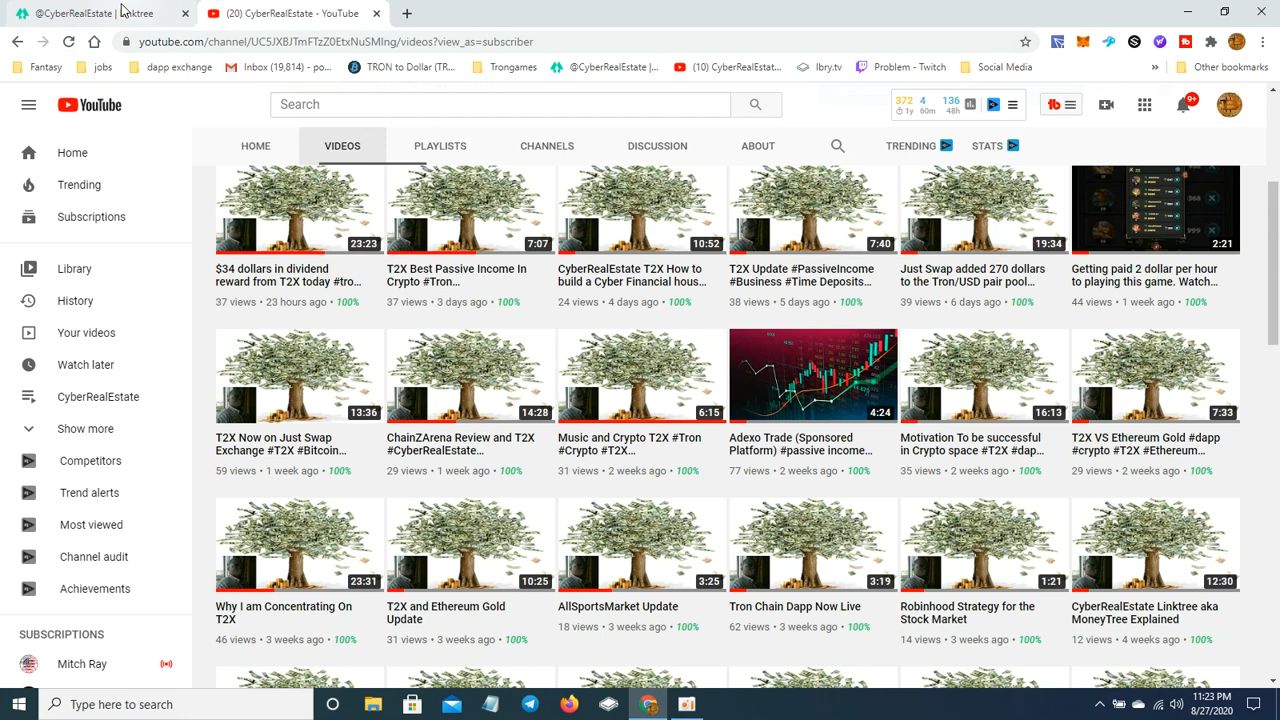 @CyberRealEstate | Linktree
(20) CyberRealEstate - YouTube
youtube.com/channel/UC5JXBJTmFTzZ0EtxNuSMIng/videos?view_as=subscriber
Fantasy jobs dapp exchange Inbox (19,814) - po... TRON to Dollar (TR... Trongames @CyberRealEstate |... (10) CyberRealEstat... lbry.tv Problem - Twitch Social Media » Other bookmarks
YouTube
Search
372 4 136
1y 60m 48h
tb
9+
HOME VIDEOS PLAYLISTS CHANNELS DISCUSSION ABOUT TRENDING STATS
Home
Trending
Subscriptions
Library
History
Your videos
Watch later
CyberRealEstate
Show more
Competitors
Trend alerts
Most viewed
Channel audit
Achievements
SUBSCRIPTIONS
Mitch Ray
23:23
$34 dollars in dividend
reward from T2X today #tro...
37 views • 23 hours ago • 100%
7:07
T2X Best Passive Income In
Crypto #Tron...
37 views • 3 days ago • 100%
10:52
CyberRealEstate T2X How to
build a Cyber Financial hous...
24 views • 4 days ago • 100%
7:40
T2X Update #PassiveIncome
#Business #Time Deposits...
38 views • 5 days ago • 100%
19:34
Just Swap added 270 dollars
to the Tron/USD pair pool...
39 views • 6 days ago • 100%
2:21
Getting paid 2 dollar per hour
to playing this game. Watch...
44 views • 1 week ago • 100%
13:36
T2X Now on Just Swap
Exchange #T2X #Bitcoin...
59 views • 1 week ago • 100%
14:28
ChainZArena Review and T2X
#CyberRealEstate...
29 views • 1 week ago • 100%
6:15
Music and Crypto T2X #Tron
#Crypto #T2X...
31 views • 2 weeks ago • 100%
4:24
Adexo Trade (Sponsored
Platform) #passive income...
77 views • 2 weeks ago • 100%
16:13
Motivation To be successful
in Crypto space #T2X #dap...
35 views • 2 weeks ago • 100%
7:33
T2X VS Ethereum Gold #dapp
#crypto #T2X #Ethereum...
29 views • 2 weeks ago • 100%
23:31
Why I am Concentrating On
T2X
46 views • 3 weeks ago • 100%
10:25
T2X and Ethereum Gold
Update
31 views • 3 weeks ago • 100%
3:25
AllSportsMarket Update
18 views • 3 weeks ago • 100%
3:19
Tron Chain Dapp Now Live
62 views • 3 weeks ago • 100%
1:21
Robinhood Strategy for the
Stock Market
14 views • 3 weeks ago • 100%
12:30
CyberRealEstate Linktree aka
MoneyTree Explained
12 views • 4 weeks ago • 100%
Type here to search
11:23 PM
8/27/2020